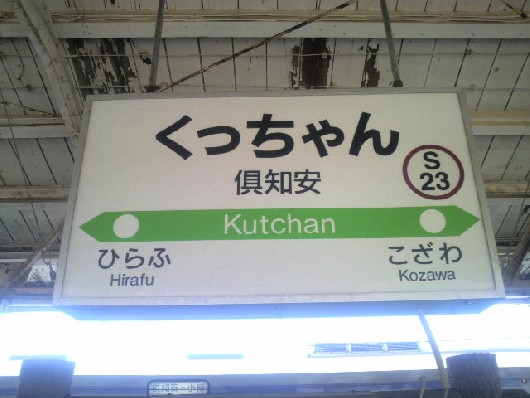 くっちゃん
倶知安
S
23
Kutchan
ひらふ
Hirafu
こざわ
Kozawa